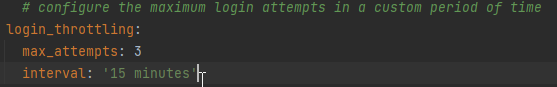 # configure the maximum login attempts in a custom period of time
login_throttling:
max_attempts: 3
interval: '15 minutes'